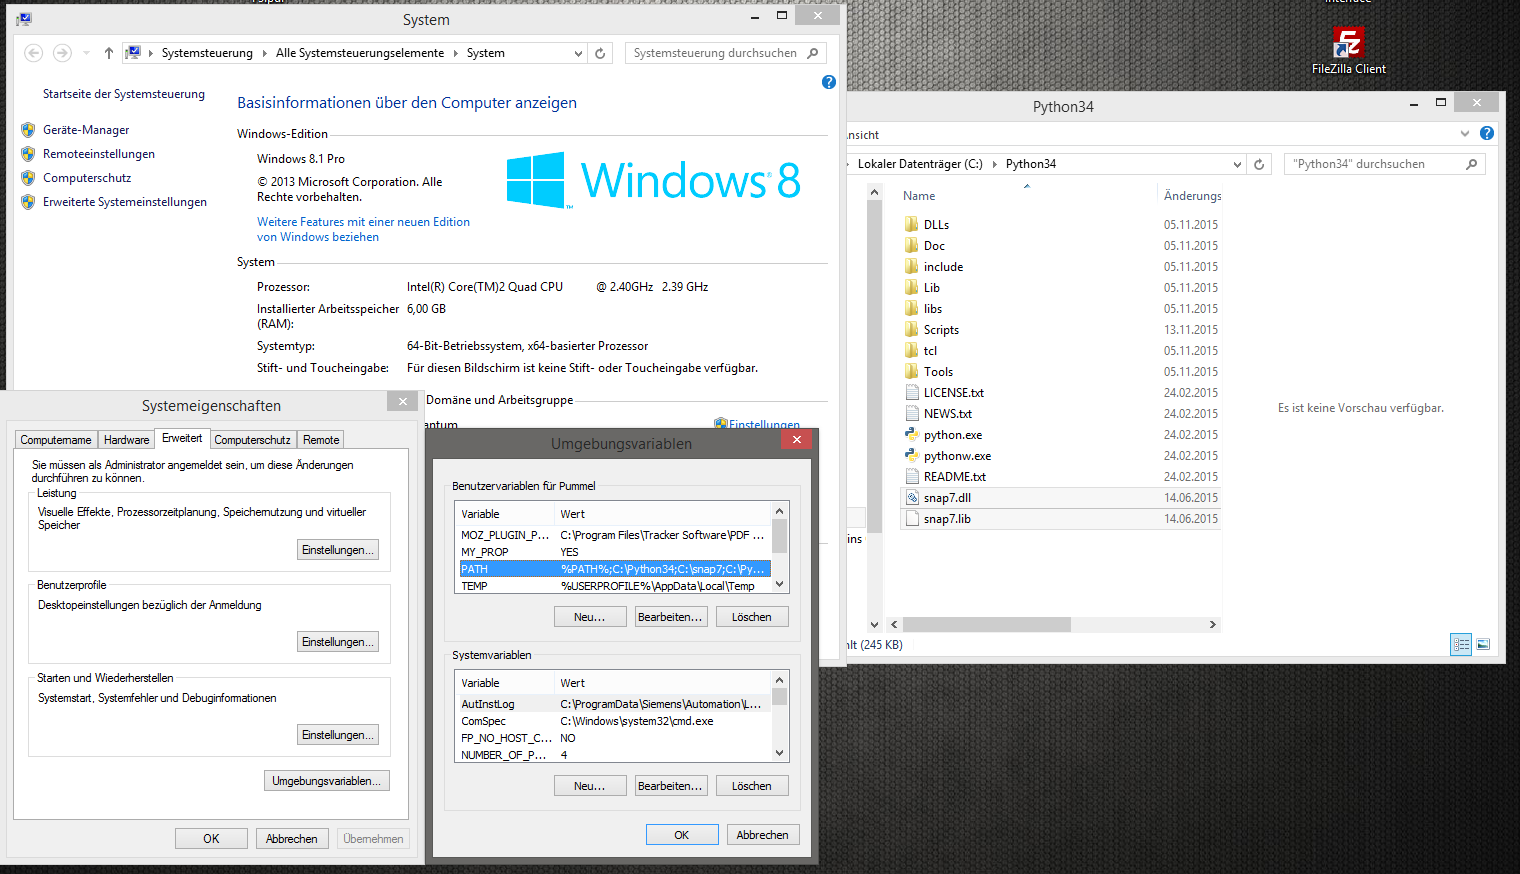 System
Systemsteuerung
Alle Systemsteuerungselemente
System
Systemsteuerung durchsuchen
Startseite der Systemsteuerung
Geräte-Manager
Remoteeinstellungen
Computerschutz
Erweiterte Systemeinstellungen
Basisinformationen über den Computer anzeigen
Windows-Edition
Windows 8.1 Pro
© 2013 Microsoft Corporation. Alle
Rechte vorbehalten.
Weitere Features mit einer neuen Edition
von Windows beziehen
Windows 8
System
Prozessor: Intel(R) Core(TM)2 Quad CPU @ 2.40GHz 2.39 GHz
Installierter Arbeitsspeicher 6,00 GB
(RAM):
Systemtyp: 64-Bit-Betriebssystem, x64-basierter Prozessor
Stift- und Toucheingabe: Für diesen Bildschirm ist keine Stift- oder Toucheingabe verfügbar.
Domäne und Arbeitsgruppe
antum
Einstellungen
Systemeigenschaften
Computername Hardware Erweitert Computerschutz Remote
Sie müssen als Administrator angemeldet sein, um diese Änderungen
durchführen zu können.
Leistung
Visuelle Effekte, Prozessorzeitplanung, Speichernutzung und virtueller
Speicher
Einstellungen...
Benutzerprofile
Desktopeinstellungen bezüglich der Anmeldung
Einstellungen...
Starten und Wiederherstellen
Systemstart, Systemfehler und Debuginformationen
Einstellungen...
Umgebungsvariablen...
OK Abbrechen Übernehmen
Umgebungsvariablen
Benutzervariablen für Pummel
Variable Wert
MOZ_PLUGIN_P... C:\Program Files\Tracker Software\PDF ...
MY_PROP YES
PATH %PATH%;C:\Python34;C:\snap7;C:\Py...
TEMP %USERPROFILE%\AppData\Local\Temp
Neu... Bearbeiten... Löschen
Systemvariablen
Variable Wert
AutInstLog C:\ProgramData\Siemens\Automation\L...
ComSpec C:\Windows\system32\cmd.exe
FP_NO_HOST_C... NO
NUMBER_OF_P... 4
Neu... Bearbeiten... Löschen
OK Abbrechen
FileZilla Client
Python34
nsicht
Lokaler Datenträger (C:) Python34
"Python34" durchsuchen
Name Änderungs
DLLs 05.11.2015
Doc 05.11.2015
include 05.11.2015
Lib 05.11.2015
libs 05.11.2015
Scripts 13.11.2015
tcl 05.11.2015
Tools 05.11.2015
LICENSE.txt 24.02.2015
NEWS.txt 24.02.2015
python.exe 24.02.2015
pythonw.exe 24.02.2015
README.txt 24.02.2015
snap7.dll 14.06.2015
snap7.lib 14.06.2015
Es ist keine Vorschau verfügbar.
ins
hlt (245 KB)